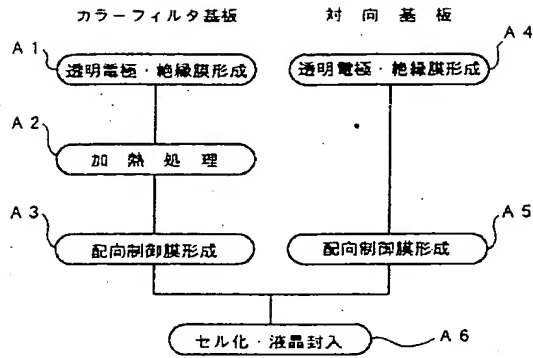 カラーフィルタ基板
対向基板
A1
透明電極・絶縁膜形成
A4
透明電極・絶縁膜形成
A2
加熱処理
A3
配向制御膜形成
A5
配向制御膜形成
セル化・液晶封入
A6